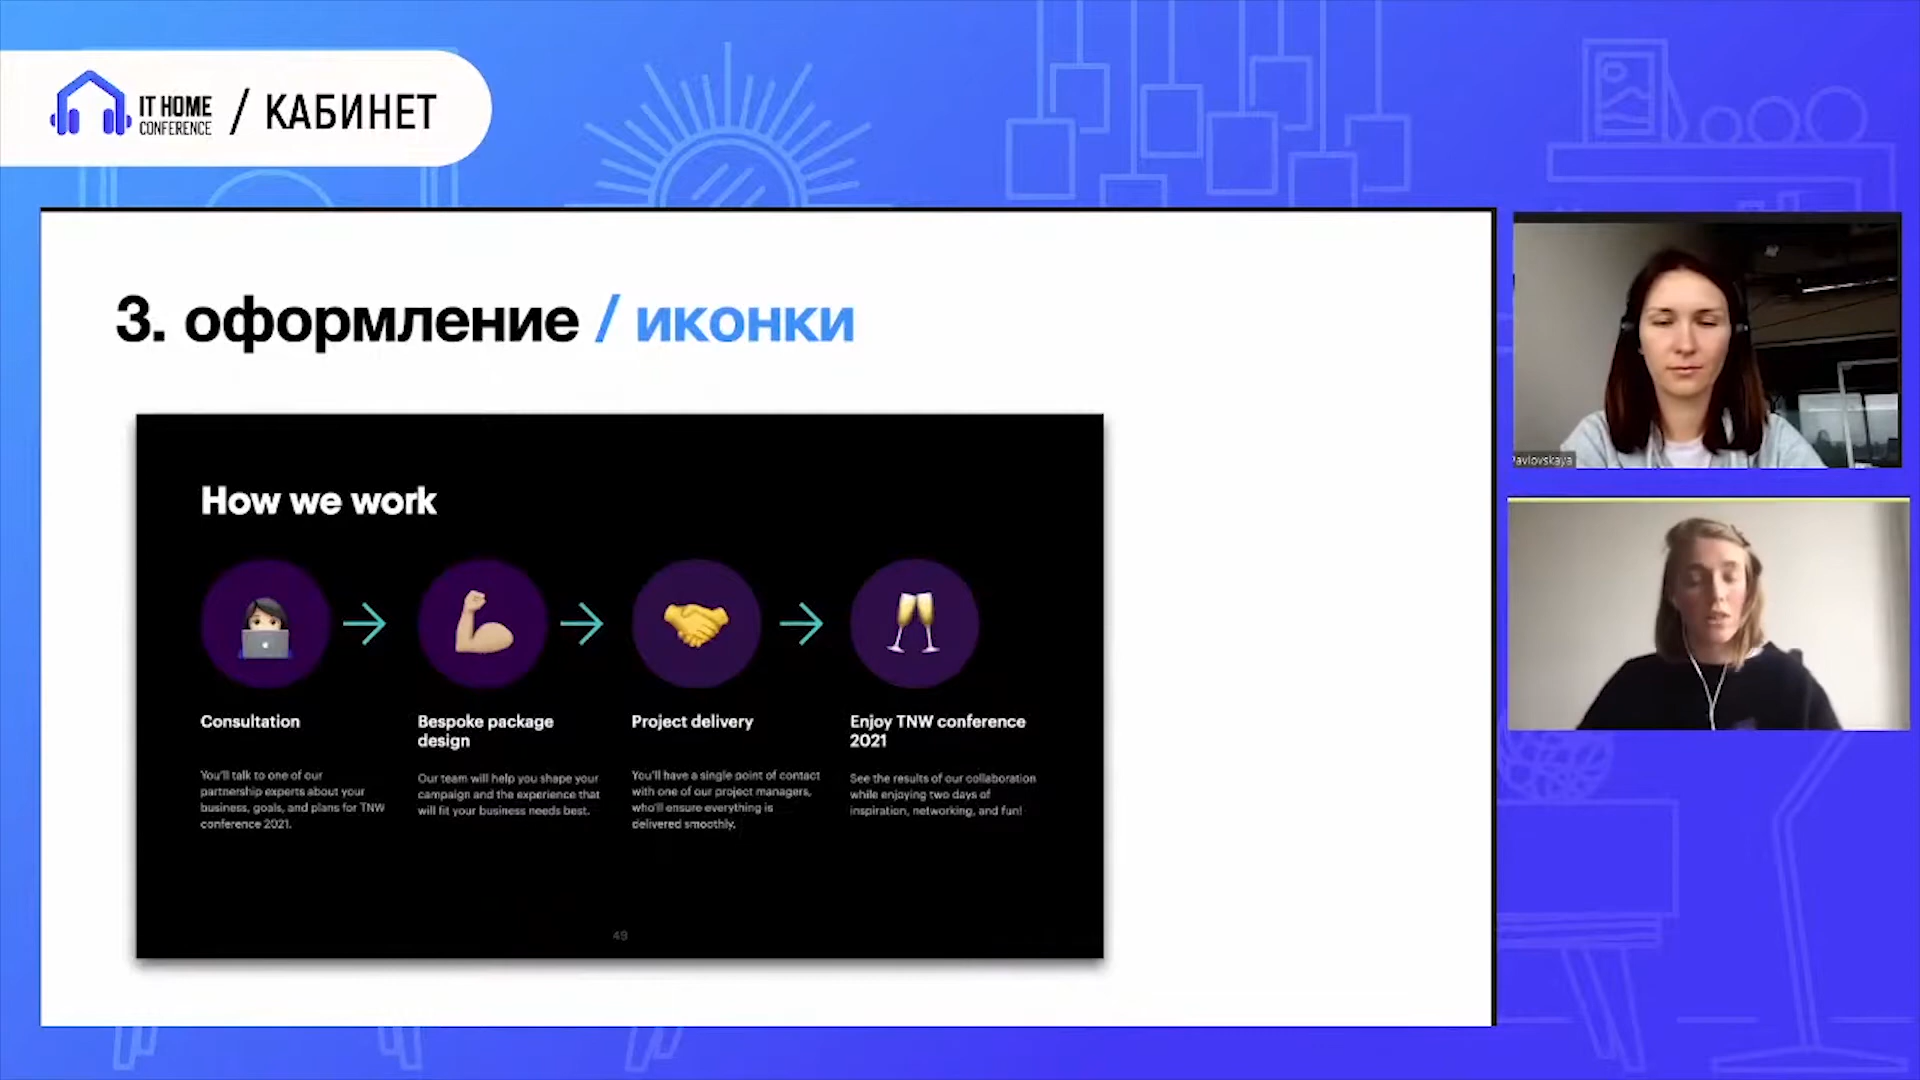 IT HOME
CONFERENCE
/ КАБИНЕТ
3. оформление / иконки
How we work
Consultation
You'll talk to one of our
partnership experts about your
business, goals, and plans for TNW
conference 2021.
Bespoke package
design
Our team will help you shape your
campaign and the experience that
will fit your business needs best.
Project delivery
You'll have a single point of contact
with one of our project managers,
who'll ensure everything is
delivered smoothly.
Enjoy TNW conference
2021
See the results of our collaboration
while enjoying two days of
inspiration, networking, and fun!
49
Pavlovskaya